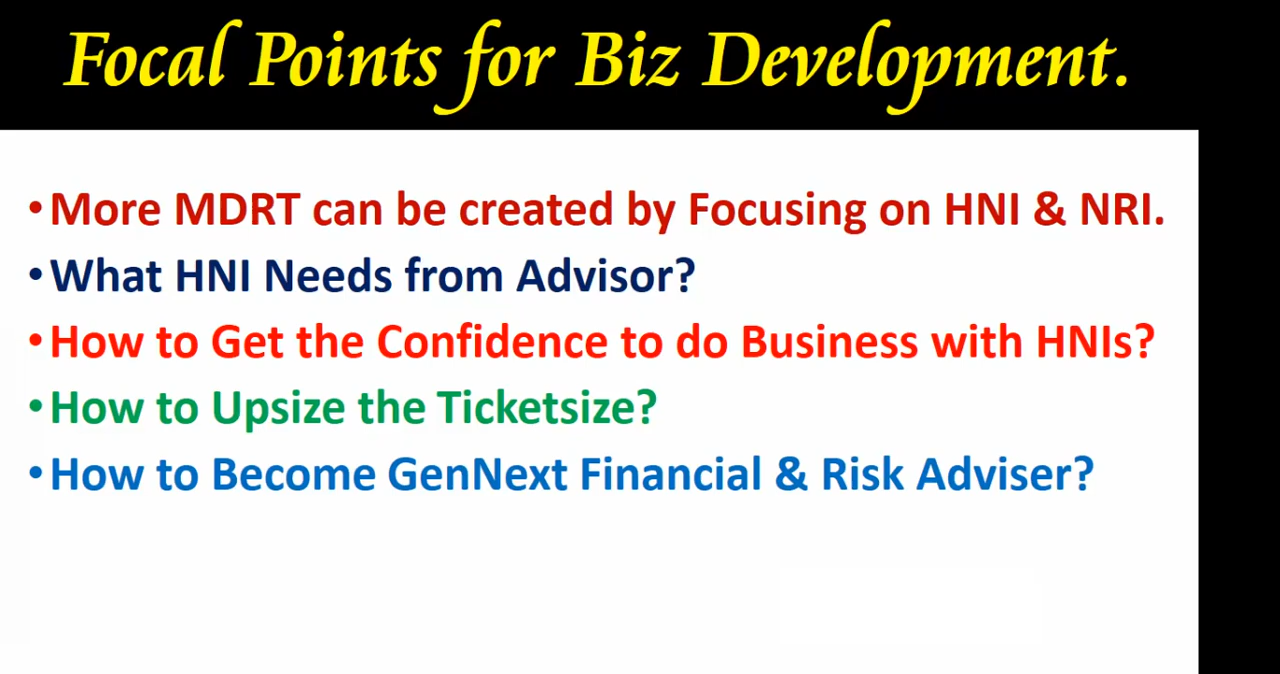 Focal Points for Biz Development.
•More MDRT can be created by Focusing on HNI & NRI.
•What HNI Needs from Advisor?
•How to Get the Confidence to do Business with HNIs?
•How to Upsize the Ticketsize?
•How to Become GenNext Financial & Risk Adviser?